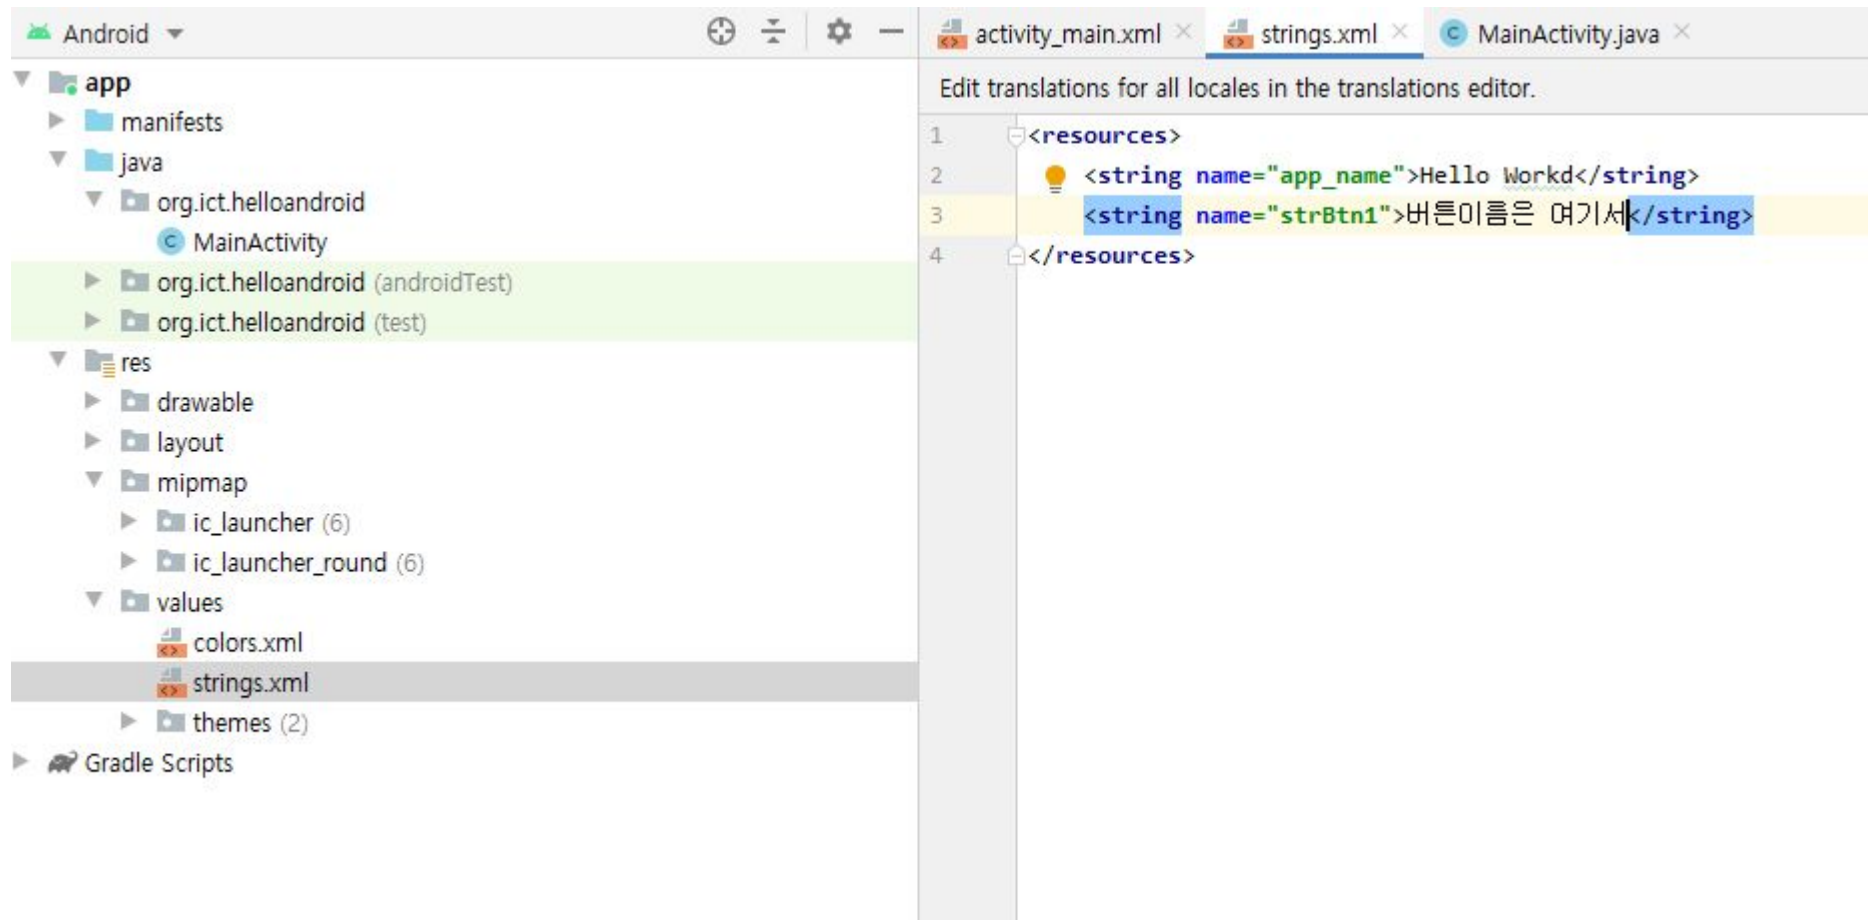 Android
app
manifests
java
org.ict.helloandroid
MainActivity
org.ict.helloandroid (androidTest)
org.ict.helloandroid (test)
res
drawable
layout
mipmap
ic_launcher (6)
ic_launcher_round (6)
values
colors.xml
strings.xml
themes (2)
Gradle Scripts
activity_main.xml strings.xml MainActivity.java
Edit translations for all locales in the translations editor.
1 <resources>
2 <string name="app_name">Hello Workd</string>
3 <string name="strBtn1">버튼이름은 여기서</string>
4 </resources>